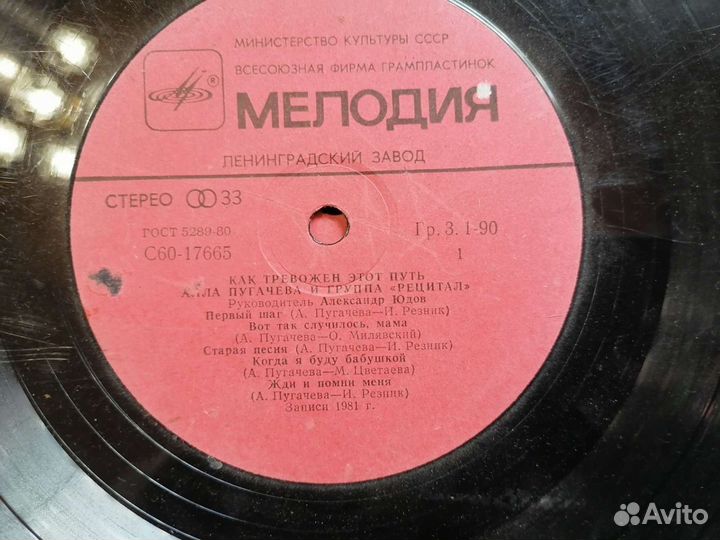 МИНИСТЕРСТВО КУЛЬТУРЫ СССР
ВСЕСОЮЗНАЯ ФИРМА ГРАМПЛАСТИНОК
®
МЕЛОДИЯ
ЛЕНИНГРАДСКИЙ ЗАВОД
СТЕРЕО 33
ГОСТ 5289-80 Гр. 3. 1-90
С60-17665 1
КАК ТРЕВОЖЕН ЭТОТ ПУТЬ
АЛЛА ПУГАЧЕВА И ГРУППА «РЕЦИТАЛ»
Руководитель Александр Юдов
Первый шаг (А. Пугачева—И. Резник)
Вот так случилось, мама
(А. Пугачева—О. Милявский)
Старая песня (А. Пугачева—И. Резник)
Когда я буду бабушкой
(А. Пугачева—М. Цветаева)
Жди и помни меня
(А. Пугачева—И. Резник)
Записи 1981 г.
Avito